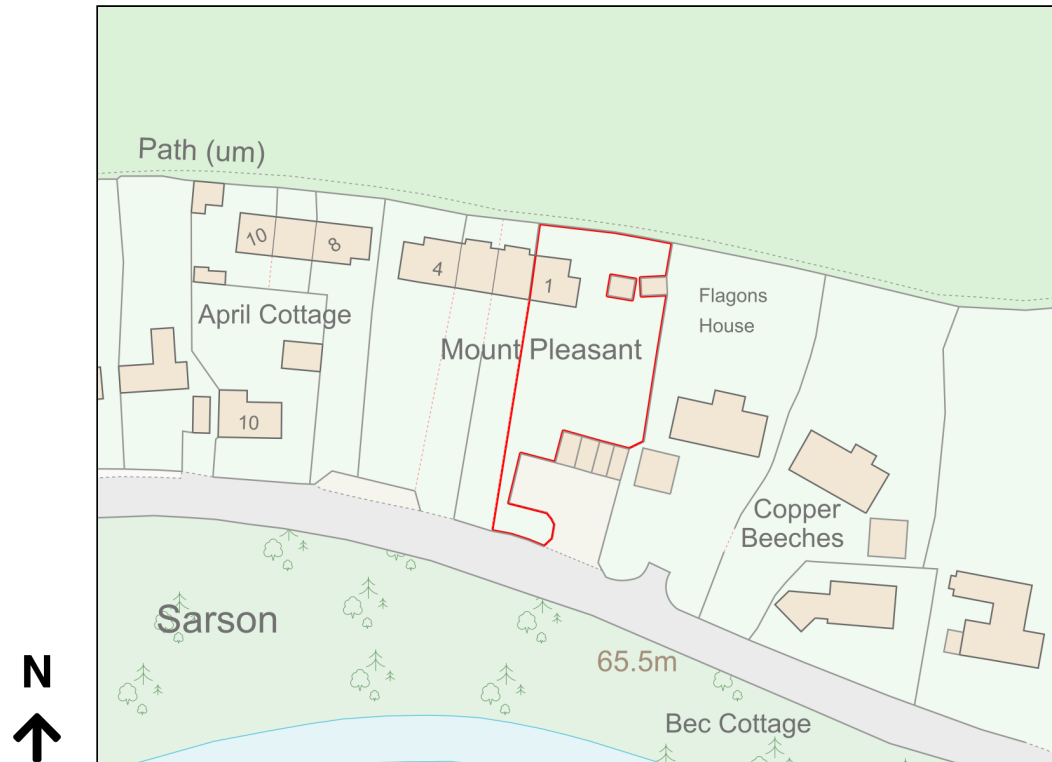 Path (um)
10
8
4
1
Flagons
House
April Cottage
Mount Pleasant
10
Copper
Beeches
Sarson
65.5m
N
Bec Cottage